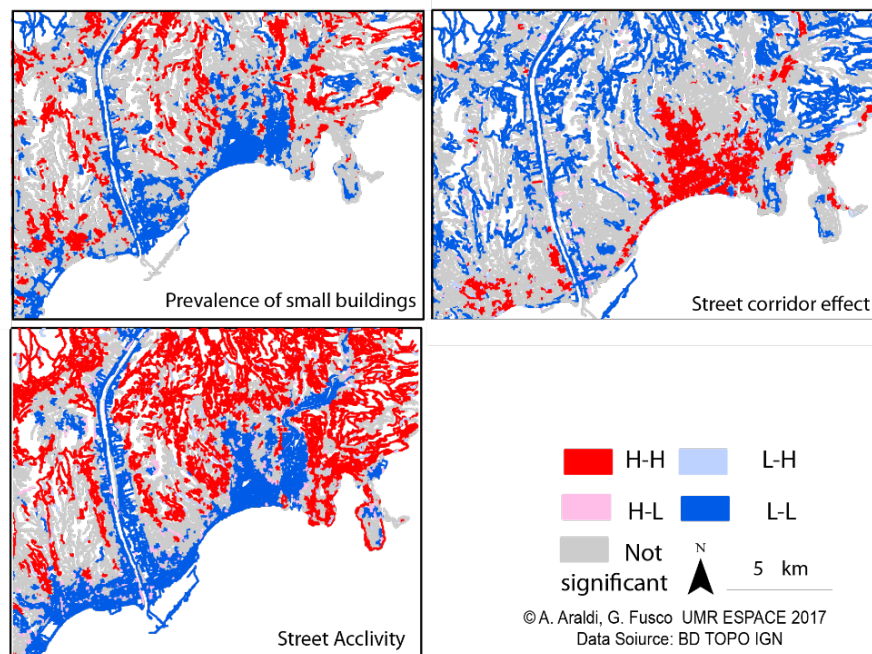 Prevalence of small buildings
Street corridor effect
Street Acclivity
H-H
L-H
H-L
L-L
Not
significant
N
5 km
© A. Araldi, G. Fusco UMR ESPACE 2017
Data Soiurce: BD TOPO IGN